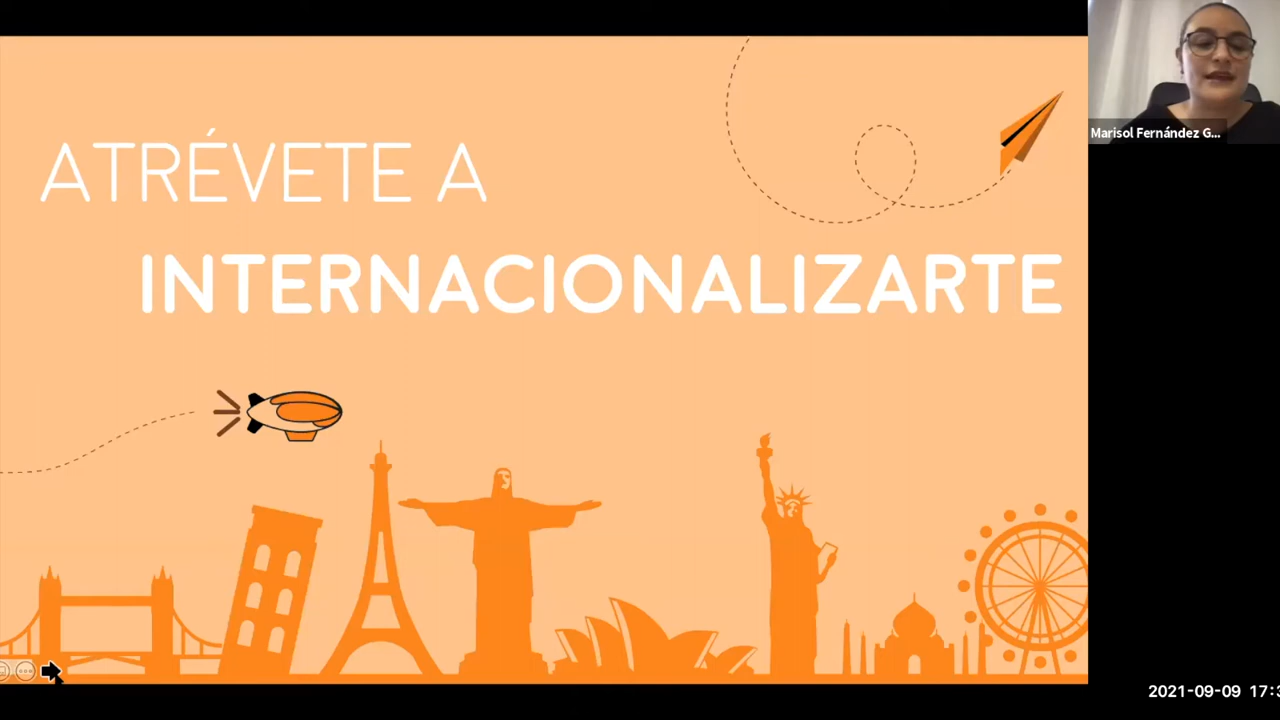 ATRÉVETE A
INTERNACIONALIZARTE
Marisol Fernández G...
2021-09-09 17:3